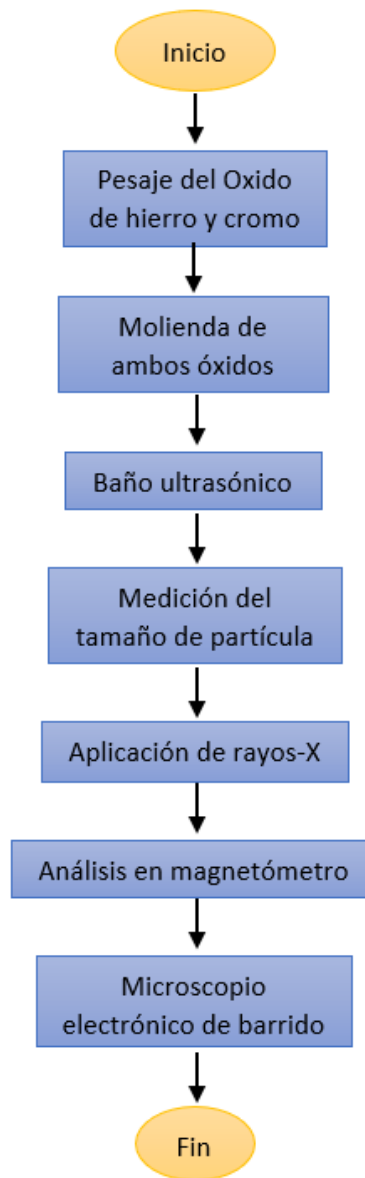 Inicio
Pesaje del Oxido
de hierro y cromo
Molienda de
ambos óxidos
Baño ultrasónico
Medición del
tamaño de partícula
Aplicación de rayos-X
Análisis en magnetómetro
Microscopio
electrónico de barrido
Fin